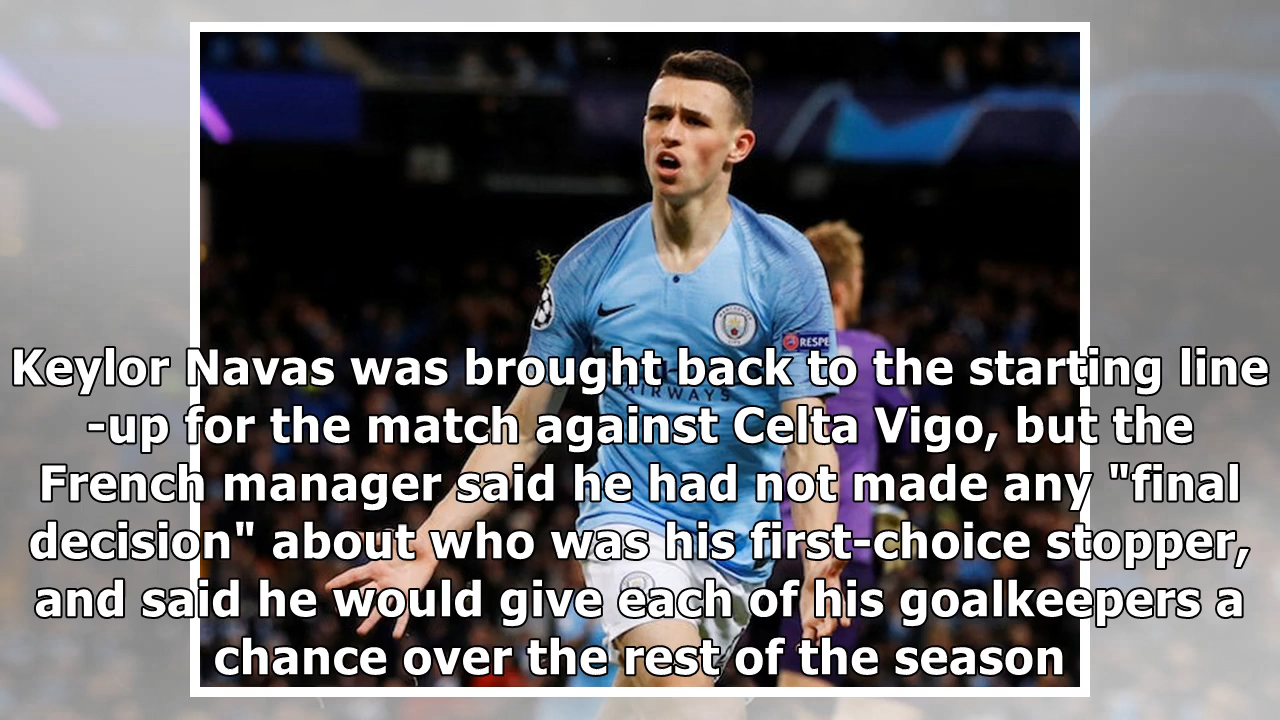 RESPE
Keylor Navas was brought back to the starting line
-up for the match against Celta Vigo, but the
AIRWAYS
French manager said he had not made any "final
decision" about who was his first-choice stopper,
and said he would give each of his goalkeepers a
chance over the rest of the season